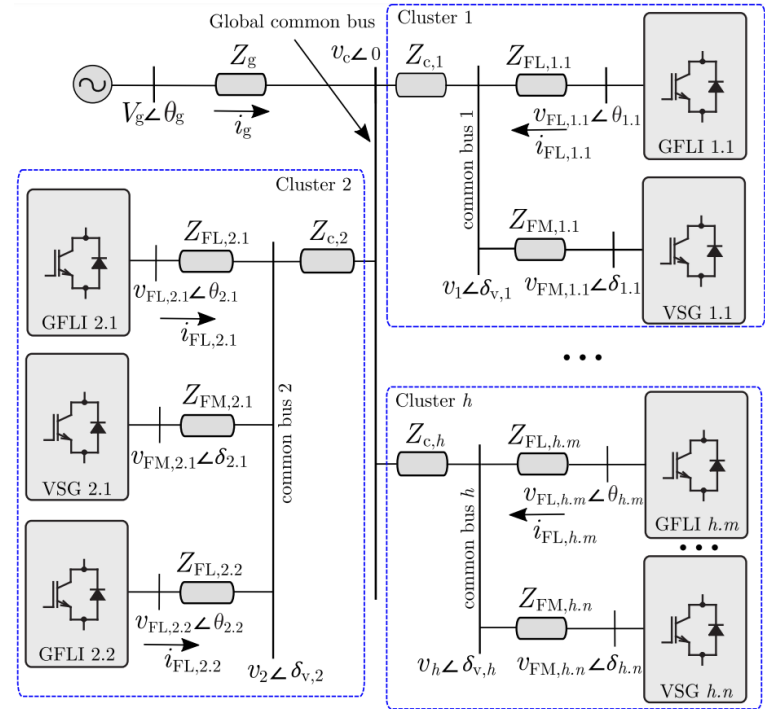 Global common bus
Z_g
V_g∠θ_g
i_g
v_c∠0
Cluster 1
Z_c,1
Z_FL,1.1
v_FL,1.1∠θ_1.1
i_FL,1.1
GFLI 1.1
common bus 1
Z_FM,1.1
v_1∠δ_v,1
v_FM,1.1∠δ_1.1
VSG 1.1
Cluster 2
Z_FL,2.1
Z_c,2
v_FL,2.1∠θ_2.1
i_FL,2.1
GFLI 2.1
Z_FM,2.1
v_FM,2.1∠δ_2.1
VSG 2.1
common bus 2
Z_FL,2.2
v_FL,2.2∠θ_2.2
i_FL,2.2
GFLI 2.2
v_2∠δ_v,2
•••
Cluster h
Z_c,h
Z_FL,h.m
v_FL,h.m∠θ_h.m
i_FL,h.m
GFLI h.m
•••
common bus h
Z_FM,h.n
v_h∠δ_v,h
v_FM,h.n∠δ_h.n
VSG h.n